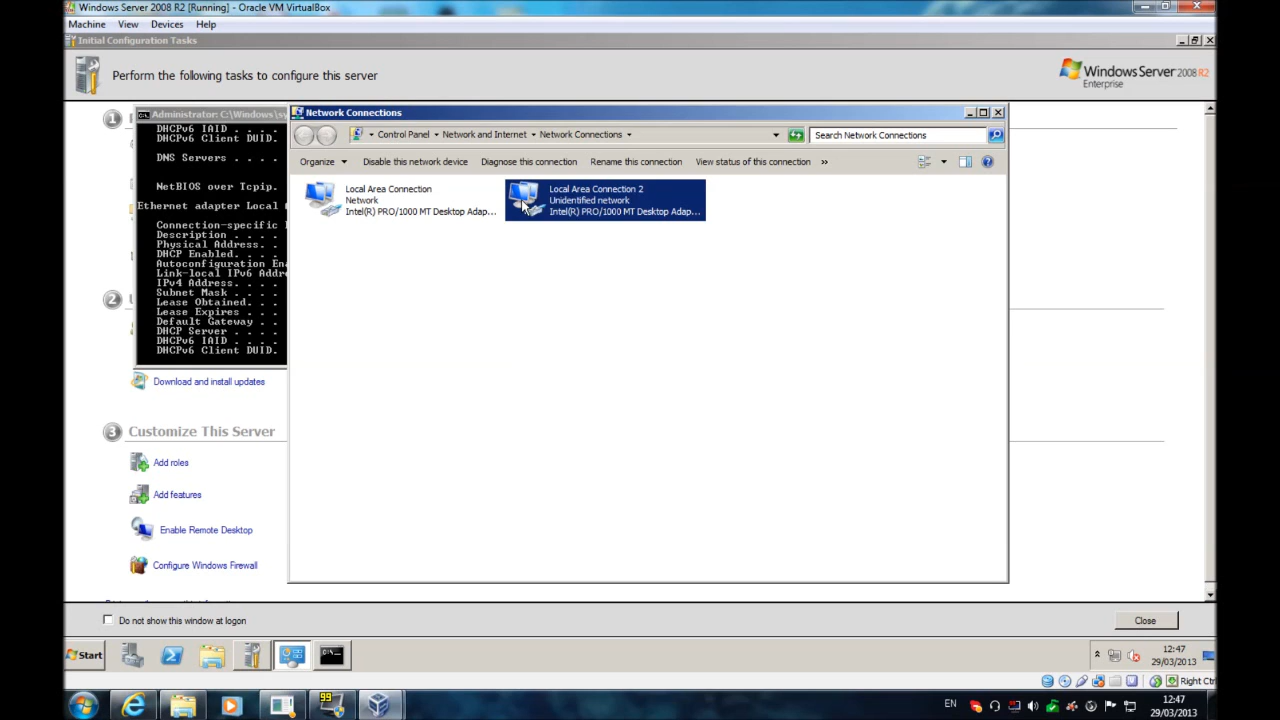 Windows Server 2008 R2 [Running] - Oracle VM VirtualBox
Machine View Devices Help
Initial Configuration Tasks
Perform the following tasks to configure this server
Windows Server 2008 R2
Enterprise
1
Administrator: C:\Windows\sy
Network Connections
DHCPv6 IAID . . . .
DHCPv6 Client DUID.
DNS Servers . . . .
NetBIOS over Tcpip.
Ethernet adapter Local
Connection-specific
Description . . . .
Physical Address. .
DHCP Enabled. . . .
Autoconfiguration En
Link-local IPv6 Addr
IPv4 Address. . . .
Subnet Mask . . . .
Lease Obtained. . .
Lease Expires . . .
Default Gateway . .
DHCP Server . . . .
DHCPv6 IAID . . . .
DHCPv6 Client DUID.
Control Panel Network and Internet Network Connections
Search Network Connections
Organize Disable this network device Diagnose this connection Rename this connection View status of this connection »
Local Area Connection
Network
Intel(R) PRO/1000 MT Desktop Adap...
Local Area Connection 2
Unidentified network
Intel(R) PRO/1000 MT Desktop Adap...
2
Download and install updates
3 Customize This Server
Add roles
Add features
Enable Remote Desktop
Configure Windows Firewall
Do not show this window at logon
Close
Start
12:47
29/03/2013
Right Ctrl
99
EN
12:47
29/03/2013